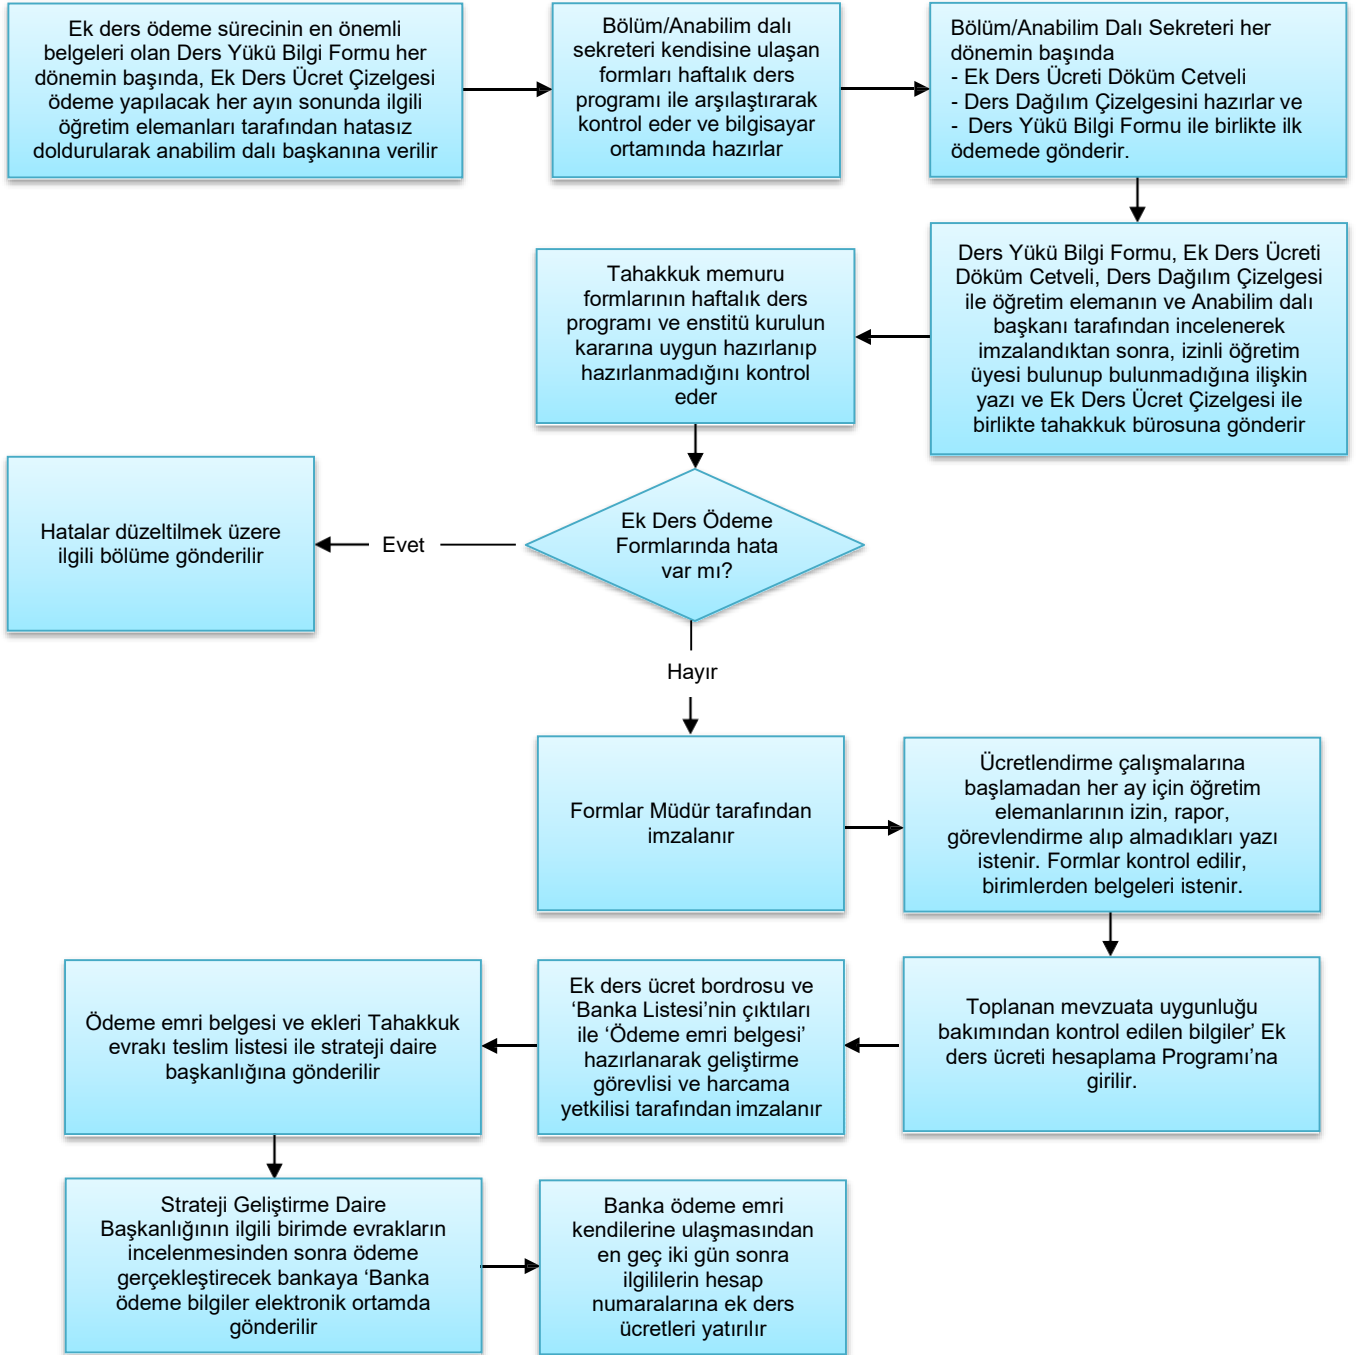 Ek ders ödeme sürecinin en önemli
belgeleri olan Ders Yükü Bilgi Formu her
dönemin başında, Ek Ders Ücret Çizelgesi
ödeme yapılacak her ayın sonunda ilgili
öğretim elemanları tarafından hatasız
doldurularak anabilim dalı başkanına verilir
Bölüm/Anabilim dalı
sekreteri kendisine ulaşan
formları haftalık ders
programı ile arşılaştırarak
kontrol eder ve bilgisayar
ortamında hazırlar
Bölüm/Anabilim Dalı Sekreteri her
dönemin başında
- Ek Ders Ücreti Döküm Cetveli
- Ders Dağılım Çizelgesini hazırlar ve
- Ders Yükü Bilgi Formu ile birlikte ilk
ödemede gönderir.
Ders Yükü Bilgi Formu, Ek Ders Ücreti
Döküm Cetveli, Ders Dağılım Çizelgesi
ile öğretim elemanın ve Anabilim dalı
başkanı tarafından incelenerek
imzalandıktan sonra, izinli öğretim
üyesi bulunup bulunmadığına ilişkin
yazı ve Ek Ders Ücret Çizelgesi ile
birlikte tahakkuk bürosuna gönderir
Tahakkuk memuru
formlarının haftalık ders
programı ve enstitü kurulun
kararına uygun hazırlanıp
hazırlanmadığını kontrol
eder
Ek Ders Ödeme
Formlarında hata
var mı?
Evet
Hatalar düzeltilmek üzere
ilgili bölüme gönderilir
Hayır
Formlar Müdür tarafından
imzalanır
Ücretlendirme çalışmalarına
başlamadan her ay için öğretim
elemanlarının izin, rapor,
görevlendirme alıp almadıkları yazı
istenir. Formlar kontrol edilir,
birimlerden belgeleri istenir.
Toplanan mevzuata uygunluğu
bakımından kontrol edilen bilgiler’ Ek
ders ücreti hesaplama Programı’na
girilir.
Ek ders ücret bordrosu ve
‘Banka Listesi’nin çıktıları
ile ‘Ödeme emri belgesi’
hazırlanarak geliştirme
görevlisi ve harcama
yetkilisi tarafından imzalanır
Ödeme emri belgesi ve ekleri Tahakkuk
evrakı teslim listesi ile strateji daire
başkanlığına gönderilir
Strateji Geliştirme Daire
Başkanlığının ilgili birimde evrakların
incelenmesinden sonra ödeme
gerçekleştirecek bankaya ‘Banka
ödeme bilgiler elektronik ortamda
gönderilir
Banka ödeme emri
kendilerine ulaşmasından
en geç iki gün sonra
ilgililerin hesap
numaralarına ek ders
ücretleri yatırılır